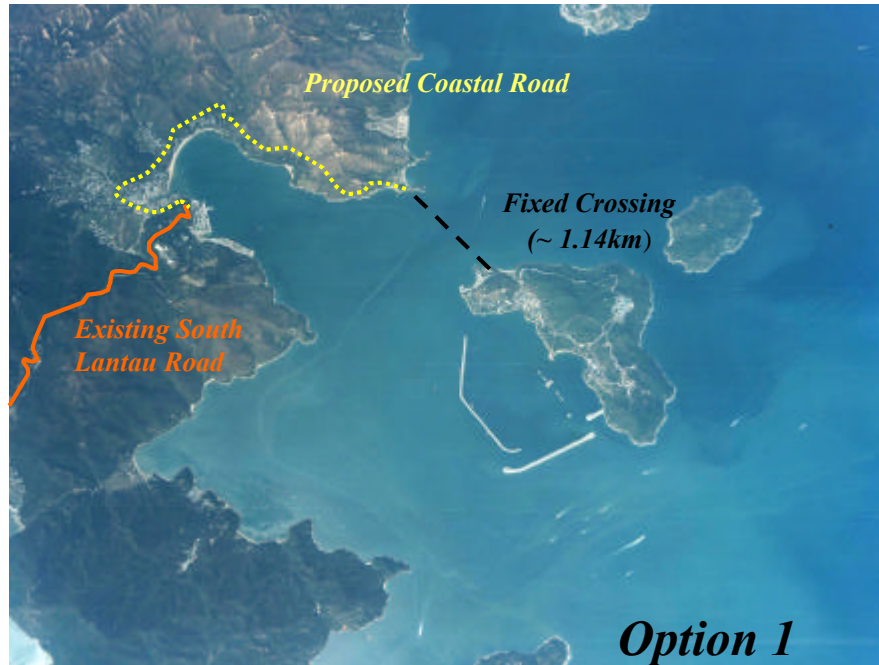 Proposed Coastal Road
Fixed Crossing
(~ 1.14km)
Existing South
Lantau Road
Option 1